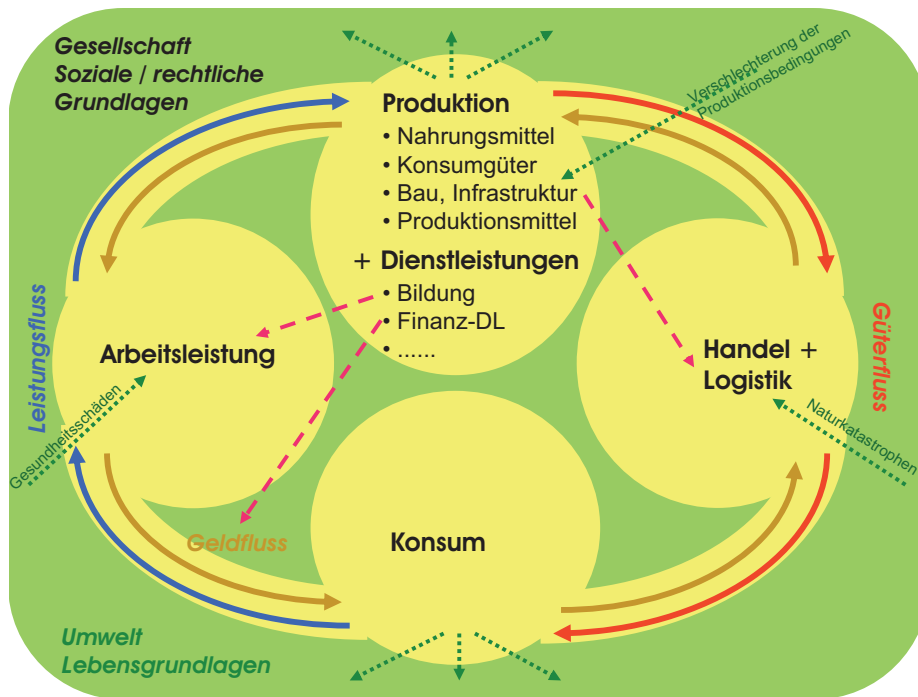 Gesellschaft
Soziale / rechtliche
Grundlagen
Produktion
• Nahrungsmittel
• Konsumgüter
• Bau, Infrastruktur
• Produktionsmittel
+ Dienstleistungen
• Bildung
• Finanz-DL
• ......
Verschlechterung der
Produktionsbedingungen
Leistungsfluss
Arbeitsleistung
Gesundheitsschäden
Handel +
Logistik
Güterfluss
Naturkatastrophen
Geldfluss
Konsum
Umwelt
Lebensgrundlagen